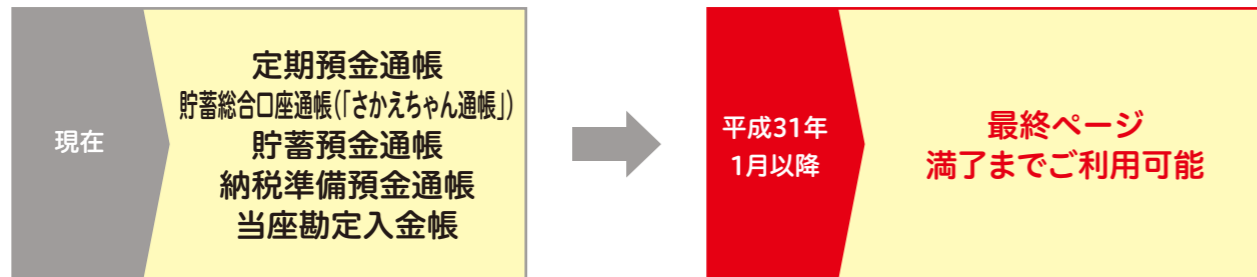 現在
定期預金通帳
貯蓄総合口座通帳(「さかえちゃん通帳」)
貯蓄預金通帳
納税準備預金通帳
当座勘定入金帳
平成31年
1月以降
最終ページ
満了までご利用可能